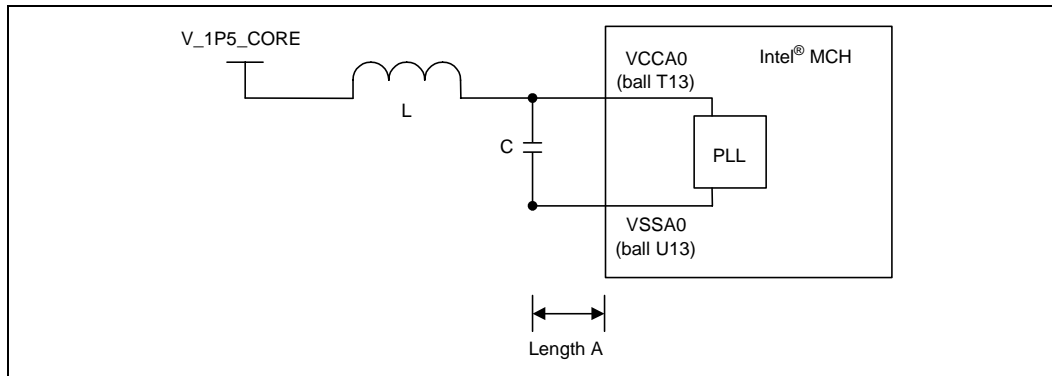 V_1P5_CORE
VCCA0
(ball T13)
Intel® MCH
L
C
PLL
VSSA0
(ball U13)
Length A